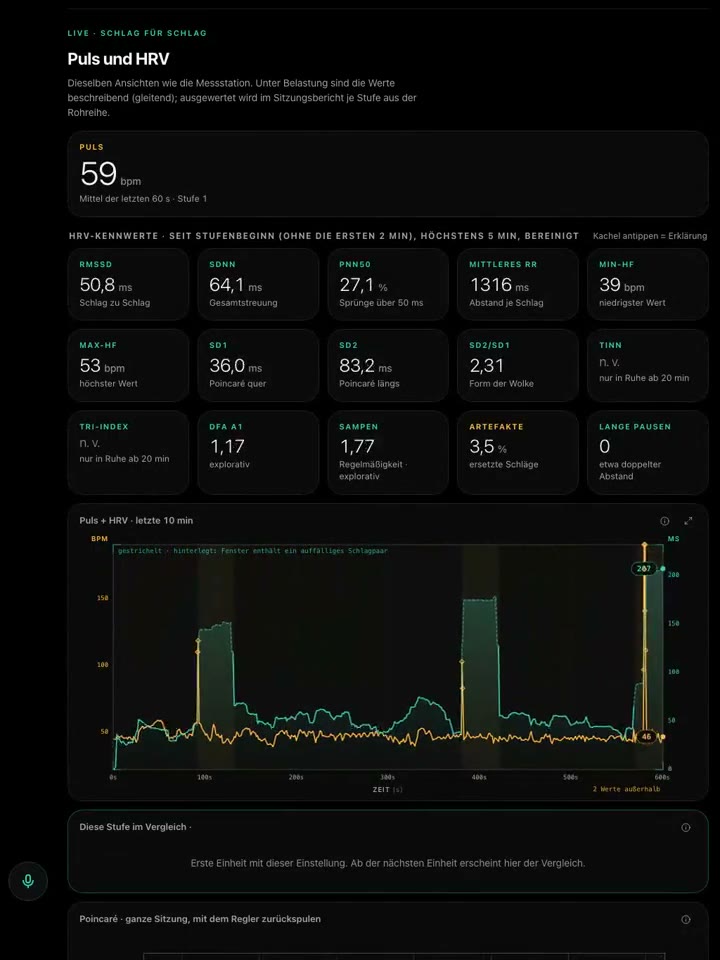 LIVE · SCHLAG FÜR SCHLAG
Puls und HRV
Dieselben Ansichten wie die Messstation. Unter Belastung sind die Werte
beschreibend (gleitend); ausgewertet wird im Sitzungsbericht je Stufe aus der
Rohreihe.
PULS
59 bpm
Mittel der letzten 60 s · Stufe 1
HRV-KENNWERTE · SEIT STUFENBEGINN (OHNE DIE ERSTEN 2 MIN), HÖCHSTENS 5 MIN, BEREINIGT
Kachel antippen = Erklärung
RMSSD
50,8 ms
Schlag zu Schlag
SDNN
64,1 ms
Gesamtstreuung
PNN50
27,1 %
Sprünge über 50 ms
MITTLERES RR
1316 ms
Abstand je Schlag
MIN-HF
39 bpm
niedrigster Wert
MAX-HF
53 bpm
höchster Wert
SD1
36,0 ms
Poincaré quer
SD2
83,2 ms
Poincaré längs
SD2/SD1
2,31
Form der Wolke
TINN
n. v.
nur in Ruhe ab 20 min
TRI-INDEX
n. v.
nur in Ruhe ab 20 min
DFA A1
1,17
explorativ
SAMPEN
1,77
Regelmäßigkeit ·
explorativ
ARTEFAKTE
3,5 %
ersetzte Schläge
LANGE PAUSEN
0
etwa doppelter
Abstand
Puls + HRV · letzte 10 min
BPM
MS
gestrichelt · hinterlegt: Fenster enthält ein auffälliges Schlagpaar
207
200
150
150
100
100
50
50
46
0
0s
100s
200s
300s
400s
500s
600s
ZEIT (s)
2 Werte außerhalb
Diese Stufe im Vergleich ·
Erste Einheit mit dieser Einstellung. Ab der nächsten Einheit erscheint hier der Vergleich.
Poincaré · ganze Sitzung, mit dem Regler zurückspulen